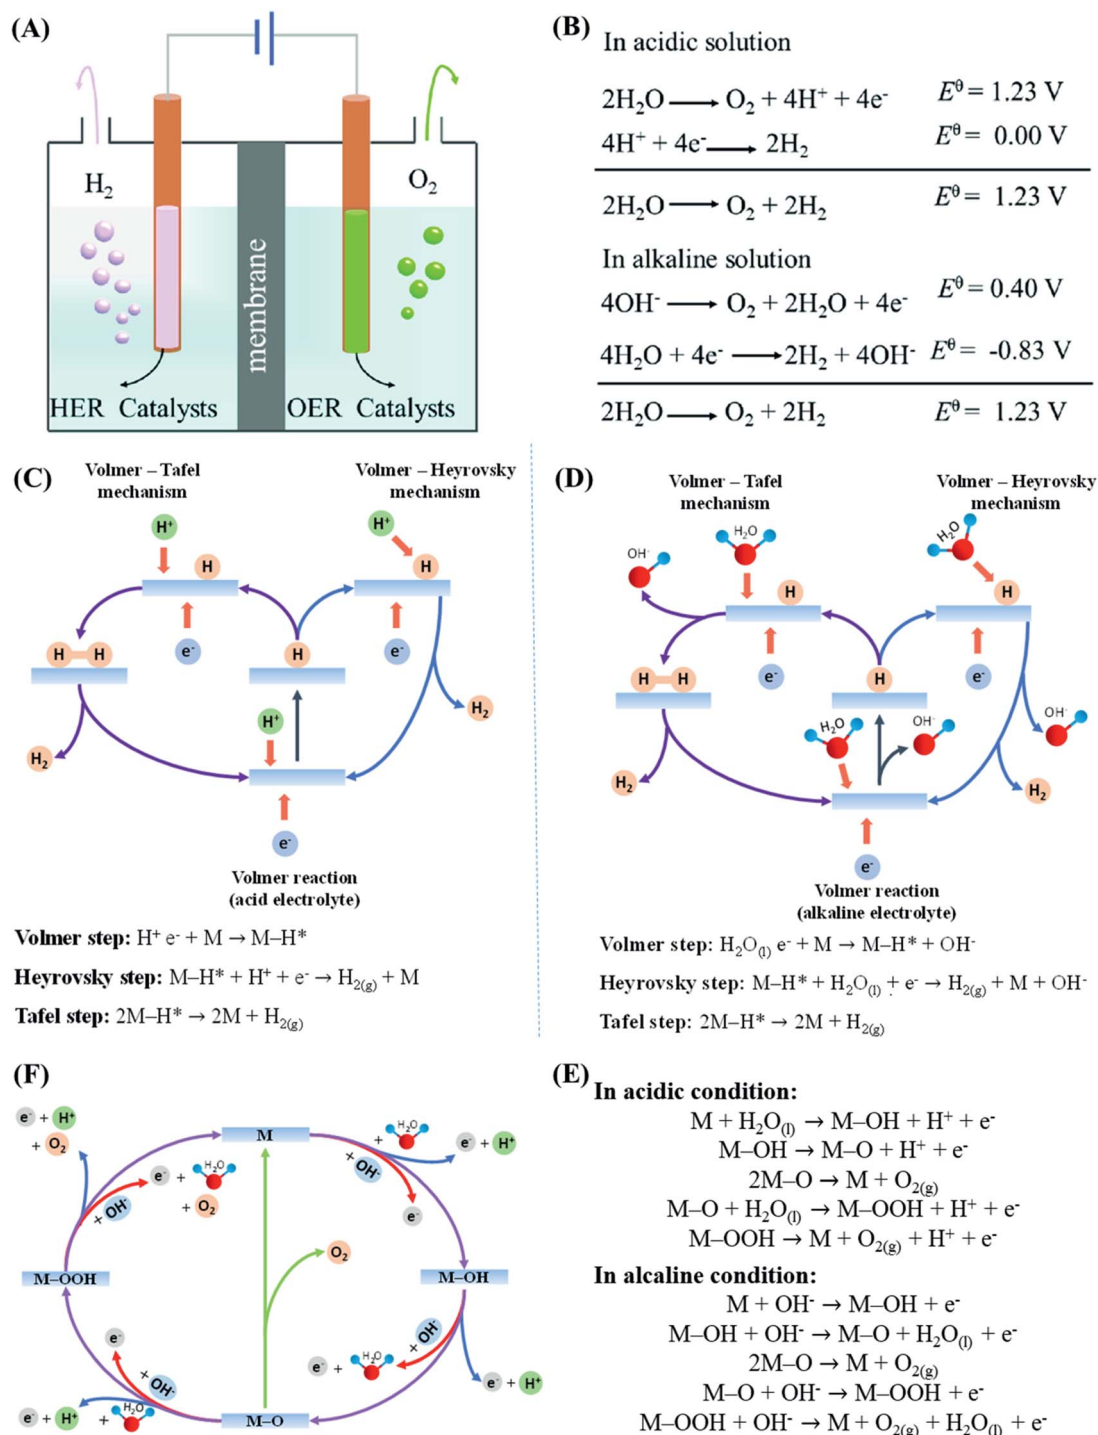 (A)
H₂
O₂
membrane
HER Catalysts
OER Catalysts
(B)
In acidic solution
2H₂O → O₂ + 4H⁺ + 4e⁻ E^θ = 1.23 V
4H⁺ + 4e⁻ → 2H₂ E^θ = 0.00 V
2H₂O → O₂ + 2H₂ E^θ = 1.23 V
In alkaline solution
4OH⁻ → O₂ + 2H₂O + 4e⁻ E^θ = 0.40 V
4H₂O + 4e⁻ → 2H₂ + 4OH⁻ E^θ = -0.83 V
2H₂O → O₂ + 2H₂ E^θ = 1.23 V
(C)
Volmer – Tafel
mechanism
Volmer – Heyrovsky
mechanism
H⁺
H⁺
H
H
e⁻
e⁻
H
H H
H⁺
H₂
H₂
e⁻
Volmer reaction
(acid electrolyte)
Volmer step: H⁺ e⁻ + M → M–H*
Heyrovsky step: M–H* + H⁺ + e⁻ → H₂₍g₎ + M
Tafel step: 2M–H* → 2M + H₂₍g₎
(D)
Volmer – Tafel
mechanism
Volmer – Heyrovsky
mechanism
OH⁻
H₂O
H₂O
H
H
e⁻
e⁻
H
H H
H₂O
OH⁻
OH⁻
H₂
H₂
e⁻
Volmer reaction
(alkaline electrolyte)
Volmer step: H₂O₍l₎ e⁻ + M → M–H* + OH⁻
Heyrovsky step: M–H* + H₂O₍l₎ + e⁻ → H₂₍g₎ + M + OH⁻
Tafel step: 2M–H* → 2M + H₂₍g₎
(F)
e⁻ + H⁺
+ O₂
M
+ H₂O
e⁻ + H⁺
+ OH⁻
e⁻
e⁻ + H₂O
+ O₂
+ OH⁻
O₂
M–OOH
M–OH
e⁻
+ OH⁻
+ OH⁻
e⁻ + H₂O
e⁻ + H⁺
e⁻ + H⁺ + H₂O
M–O
(E)
In acidic condition:
M + H₂O₍l₎ → M–OH + H⁺ + e⁻
M–OH → M–O + H⁺ + e⁻
2M–O → M + O₂₍g₎
M–O + H₂O₍l₎ → M–OOH + H⁺ + e⁻
M–OOH → M + O₂₍g₎ + H⁺ + e⁻
In alcaline condition:
M + OH⁻ → M–OH + e⁻
M–OH + OH⁻ → M–O + H₂O₍l₎ + e⁻
2M–O → M + O₂₍g₎
M–O + OH⁻ → M–OOH + e⁻
M–OOH + OH⁻ → M + O₂₍g₎ + H₂O₍l₎ + e⁻